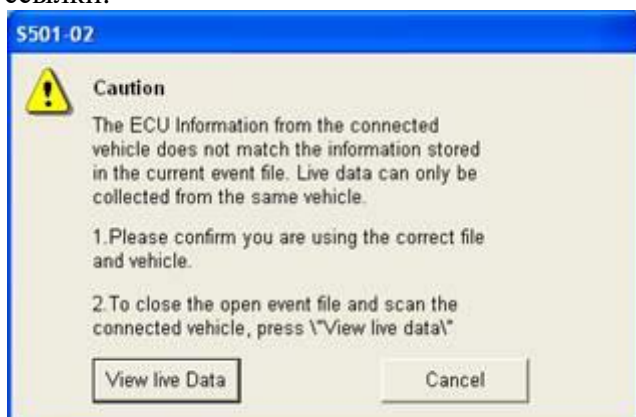 ссылки.
S501-02
Caution
The ECU Information from the connected
vehicle does not match the information stored
in the current event file. Live data can only be
collected from the same vehicle.
1.Please confirm you are using the correct file
and vehicle.
2.To close the open event file and scan the
connected vehicle, press \"View live data\"
View live Data
Cancel